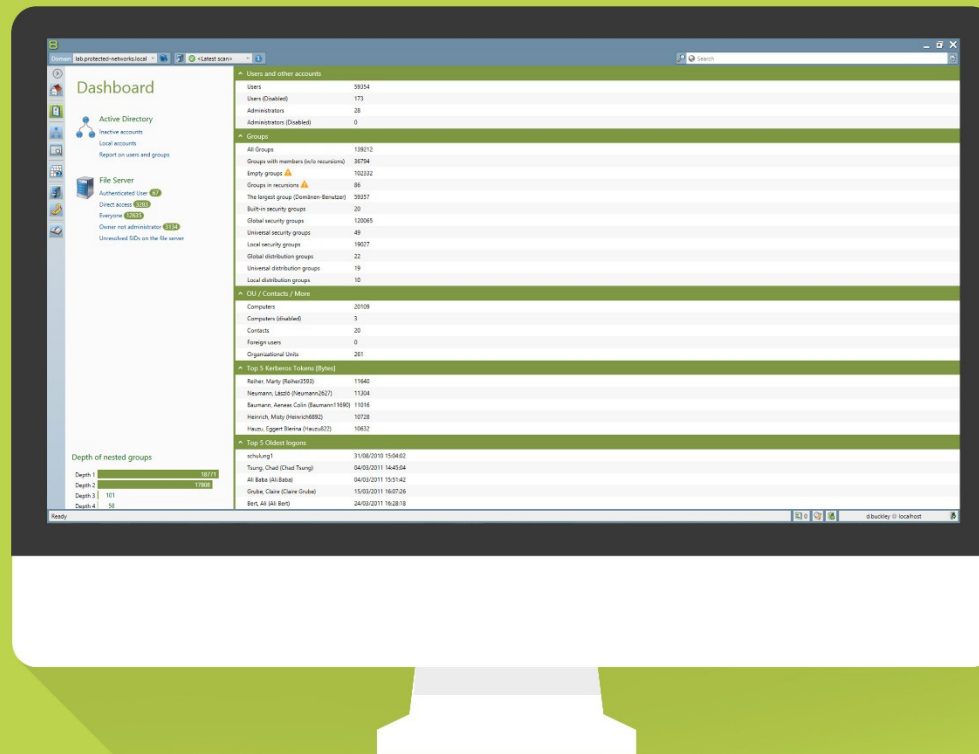 Domain lab.protected-networks.local <Latest scan> Search
Dashboard
Active Directory
Inactive accounts
Local accounts
Report on users and groups
File Server
Authenticated User 67
Direct access 3203
Everyone
Owner not administrator 3134
Unresolved SIDs on the file server
Depth of nested groups
Depth 1 18771
Depth 2 17808
Depth 3 101
Depth 4 58
Users and other accounts
Users 59354
Users (Disabled) 173
Administrators 28
Administrators (Disabled) 0
Groups
All Groups 139212
Groups with members (w/o recursions) 36794
Empty groups 102332
Groups in recursions 86
The largest group (Domänen-Benutzer) 59357
Built-in security groups 20
Global security groups 120065
Universal security groups 49
Local security groups 19027
Global distribution groups 22
Universal distribution groups 19
Local distribution groups 10
OU / Contacts / More
Computers 20109
Computers (disabled) 3
Contacts 20
Foreign users 0
Organizational Units 261
Top 5 Kerberos Tokens [Bytes]
Reiher, Marty (Reiher3593) 11640
Neumann, László (Neumann2627) 11304
Baumann, Aeneas Colin (Baumann11690) 11016
Heinrich, Misty (Heinrich6892) 10728
Hauzu, Eggert Blerina (Hauzu822) 10632
Top 5 Oldest logons
schulung1 31/08/2010 15:04:02
Tsung, Chad (Chad Tsung) 04/03/2011 14:45:04
Ali Baba (Ali.Baba) 04/03/2011 15:51:42
Grube, Claire (Claire Grube) 15/03/2011 16:07:26
Bert, Ali (Ali Bert) 24/03/2011 16:28:18
Ready 0 d.buckley @ localhost